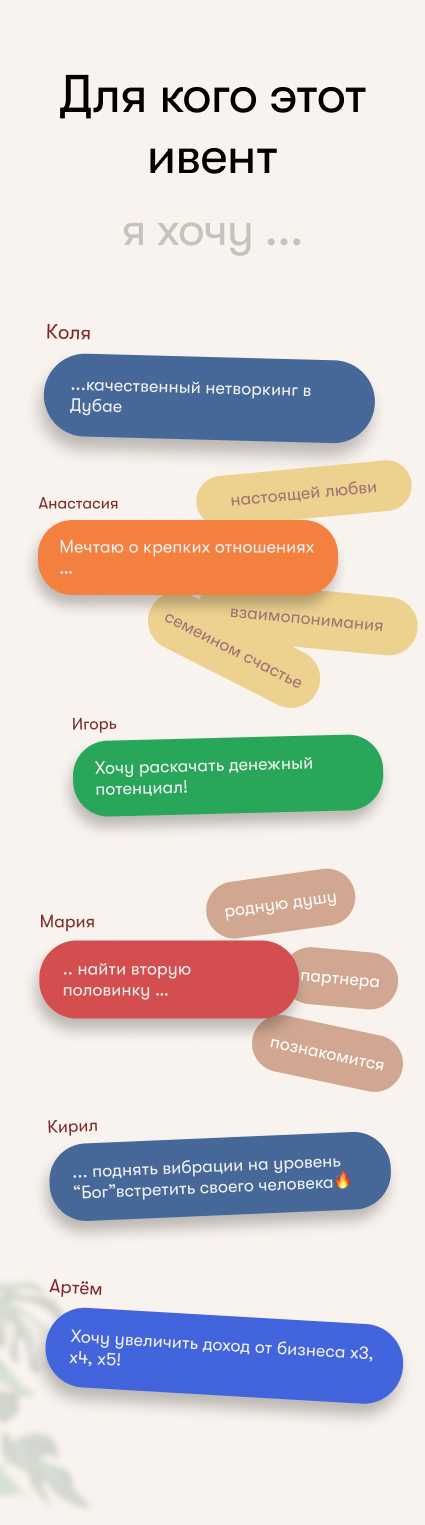 Для кого этот
ивент
я хочу ...
Коля
...качественный нетворкинг в
Дубае
настоящей любви
Анастасия
Мечтаю о крепких отношениях
...
взаимопонимания
семейном счастье
Игорь
Хочу раскачать денежный
потенциал!
родную душу
Мария
.. найти вторую
половинку ...
партнера
познакомится
Кирил
... поднять вибрации на уровень
“Бог”встретить своего человека🔥
Артём
Хочу увеличить доход от бизнеса х3,
х4, х5!